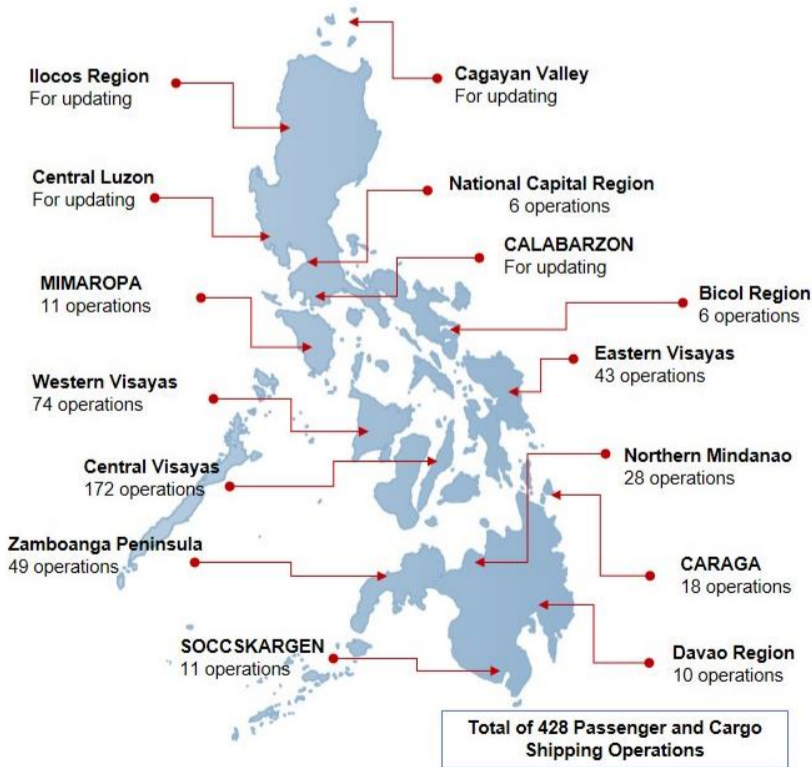 Ilocos Region
For updating
Cagayan Valley
For updating
Central Luzon
For updating
National Capital Region
6 operations
CALABARZON
For updating
MIMAROPA
11 operations
Bicol Region
6 operations
Eastern Visayas
43 operations
Western Visayas
74 operations
Northern Mindanao
28 operations
Central Visayas
172 operations
Zamboanga Peninsula
49 operations
CARAGA
18 operations
SOCCSKARGEN
11 operations
Davao Region
10 operations
Total of 428 Passenger and Cargo
Shipping Operations